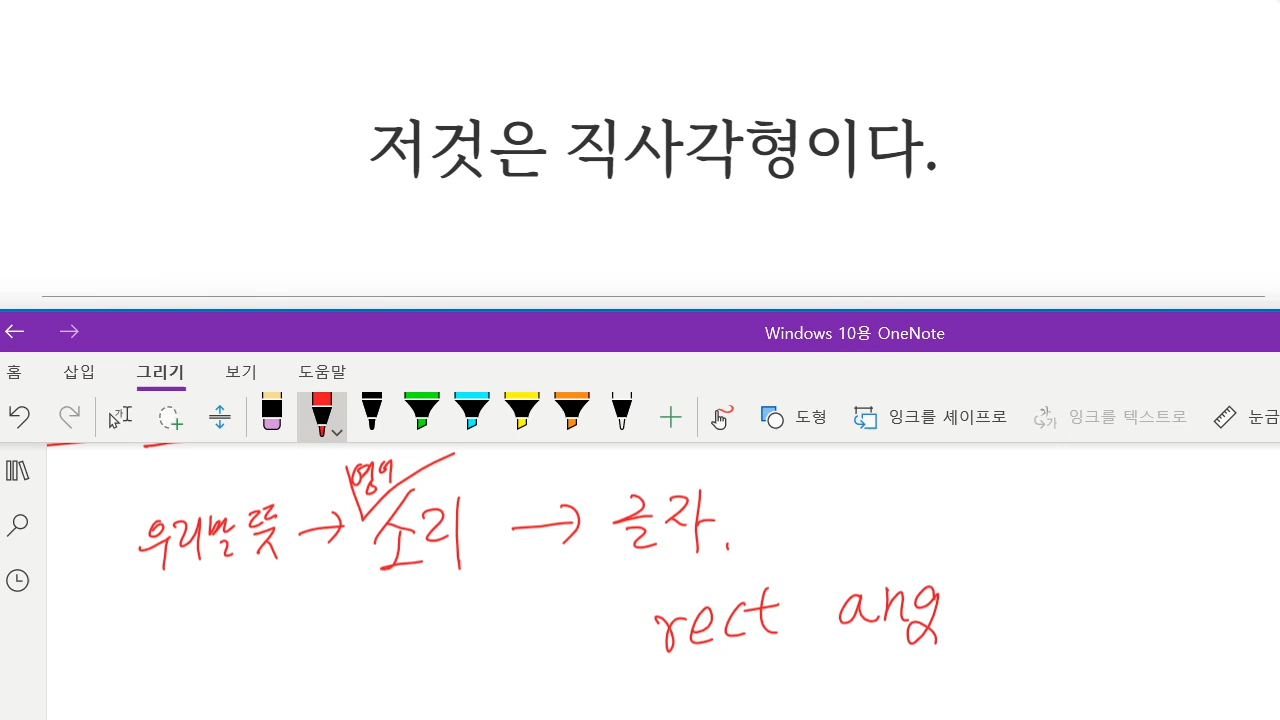 저것은 직사각형이다.
Windows 10용 OneNote
홈 삽입 그리기 보기 도움말
가 도형 잉크를 셰이프로 가 잉크를 텍스트로 눈금
영어
우리말 뜻 → 소리 → 글자.
rect ang